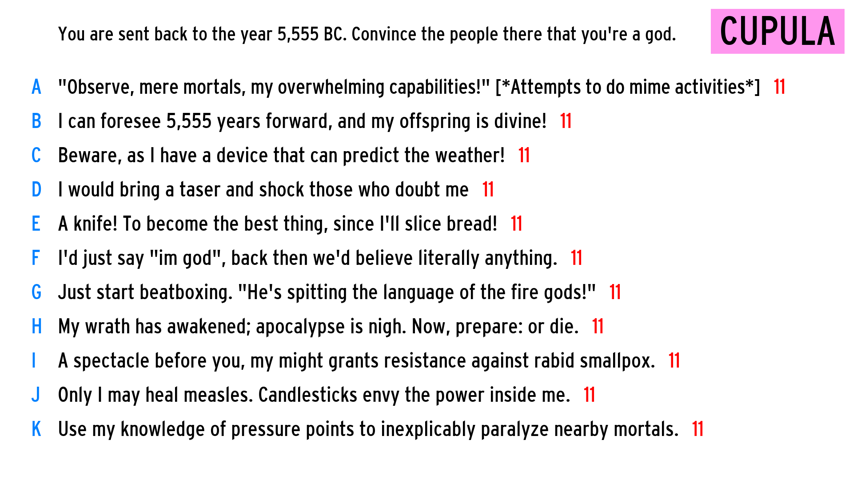 You are sent back to the year 5,555 BC. Convince the people there that you're a god.
CUPULA
A "Observe, mere mortals, my overwhelming capabilities!" [*Attempts to do mime activities*] 11
B I can foresee 5,555 years forward, and my offspring is divine! 11
C Beware, as I have a device that can predict the weather! 11
D I would bring a taser and shock those who doubt me 11
E A knife! To become the best thing, since I'll slice bread! 11
F I'd just say "im god", back then we'd believe literally anything. 11
G Just start beatboxing. "He's spitting the language of the fire gods!" 11
H My wrath has awakened; apocalypse is nigh. Now, prepare: or die. 11
I A spectacle before you, my might grants resistance against rabid smallpox. 11
J Only I may heal measles. Candlesticks envy the power inside me. 11
K Use my knowledge of pressure points to inexplicably paralyze nearby mortals. 11